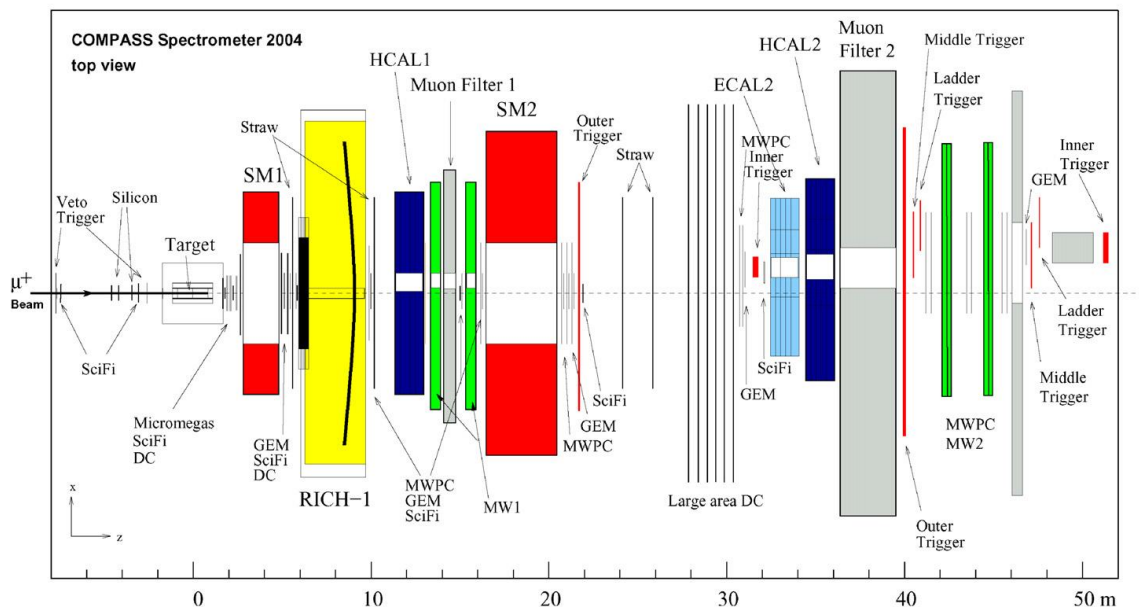 COMPASS Spectrometer 2004
top view
HCAL1
Muon Filter 1
SM2
Straw
SM1
Outer
Trigger
Straw
Muon
Filter 2
HCAL2
ECAL2
MWPC
Inner
Trigger
Middle Trigger
Ladder
Trigger
Inner
Trigger
GEM
Veto
Trigger
Silicon
Target
μ+
Beam
SciFi
Micromegas
SciFi
DC
GEM
SciFi
DC
RICH−1
MWPC
GEM
SciFi
MW1
MWPC
GEM
SciFi
Large area DC
GEM
SciFi
MWPC
MW2
Outer
Trigger
Middle
Trigger
Ladder
Trigger
x
z
0 10 20 30 40 50 m